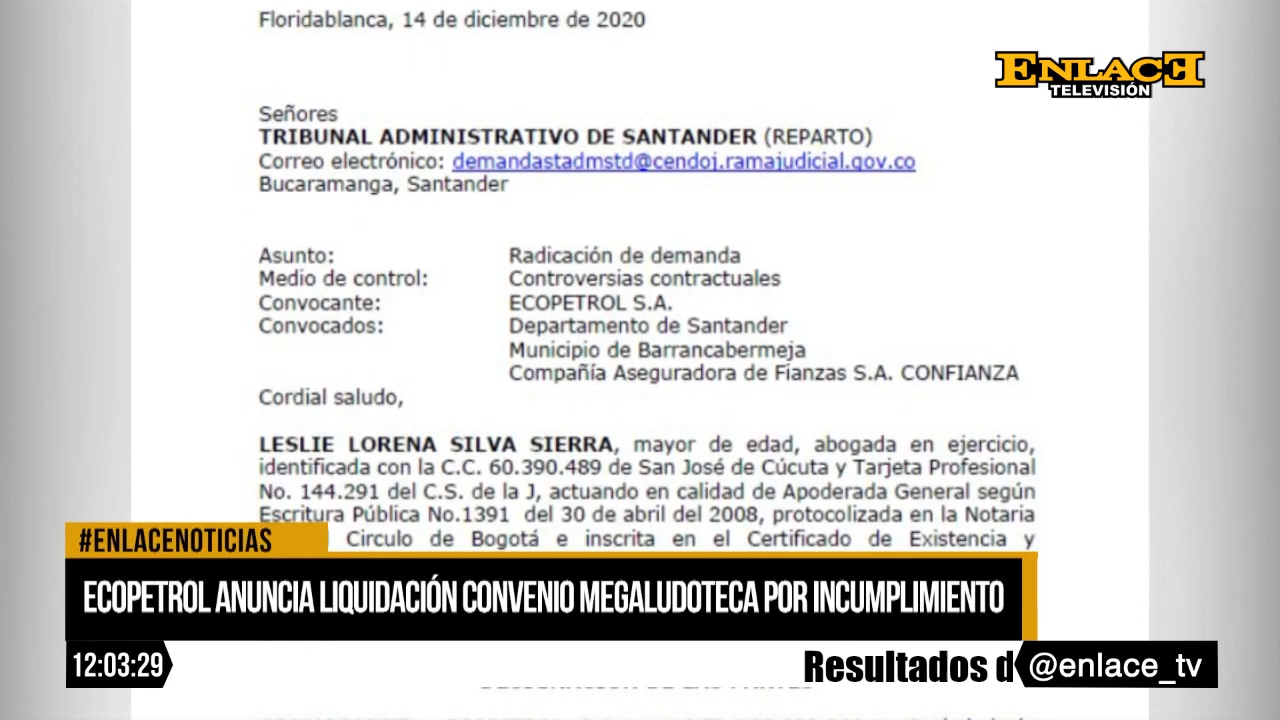 Floridablanca, 14 de diciembre de 2020
ENLACE
TELEVISIÓN
Señores
TRIBUNAL ADMINISTRATIVO DE SANTANDER (REPARTO)
Correo electrónico: demandastadmstd@cendoj.ramajudicial.gov.co
Bucaramanga, Santander
Asunto: Radicación de demanda
Medio de control: Controversias contractuales
Convocante: ECOPETROL S.A.
Convocados: Departamento de Santander
Municipio de Barrancabermeja
Compañía Aseguradora de Fianzas S.A. CONFIANZA
Cordial saludo,
LESLIE LORENA SILVA SIERRA, mayor de edad, abogada en ejercicio,
identificada con la C.C. 60.390.489 de San José de Cúcuta y Tarjeta Profesional
No. 144.291 del C.S. de la J, actuando en calidad de Apoderada General según
Escritura Pública No.1391 del 30 de abril del 2008, protocolizada en la Notaria
Circulo de Bogotá e inscrita en el Certificado de Existencia y
#ENLACENOTICIAS
ECOPETROL ANUNCIA LIQUIDACIÓN CONVENIO MEGALUDOTECA POR INCUMPLIMIENTO
12:03:29
Resultados d
@enlace_tv